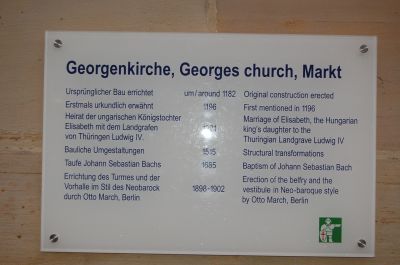 Georgenkirche, Georges church, Markt
Ursprünglicher Bau errichtet um/around 1182 Original construction erected
Erstmals urkundlich erwähnt 1196 First mentioned in 1196
Heirat der ungarischen Königstochter Marriage of Elisabeth, the Hungarian
Elisabeth mit dem Landgrafen king's daughter to the
von Thüringen Ludwig IV Thuringian Landgrave Ludwig IV.
Bauliche Umgestaltungen 1515 Structural transformations
Taufe Johann Sebastian Bachs 1685 Baptism of Johann Sebastian Bach
Errichtung des Turmes und der Erection of the belfry and the
Vorhalle im Stil des Neobarock 1898-1902 vestibule in Neo-baroque style
durch Otto March, Berlin by Otto March, Berlin